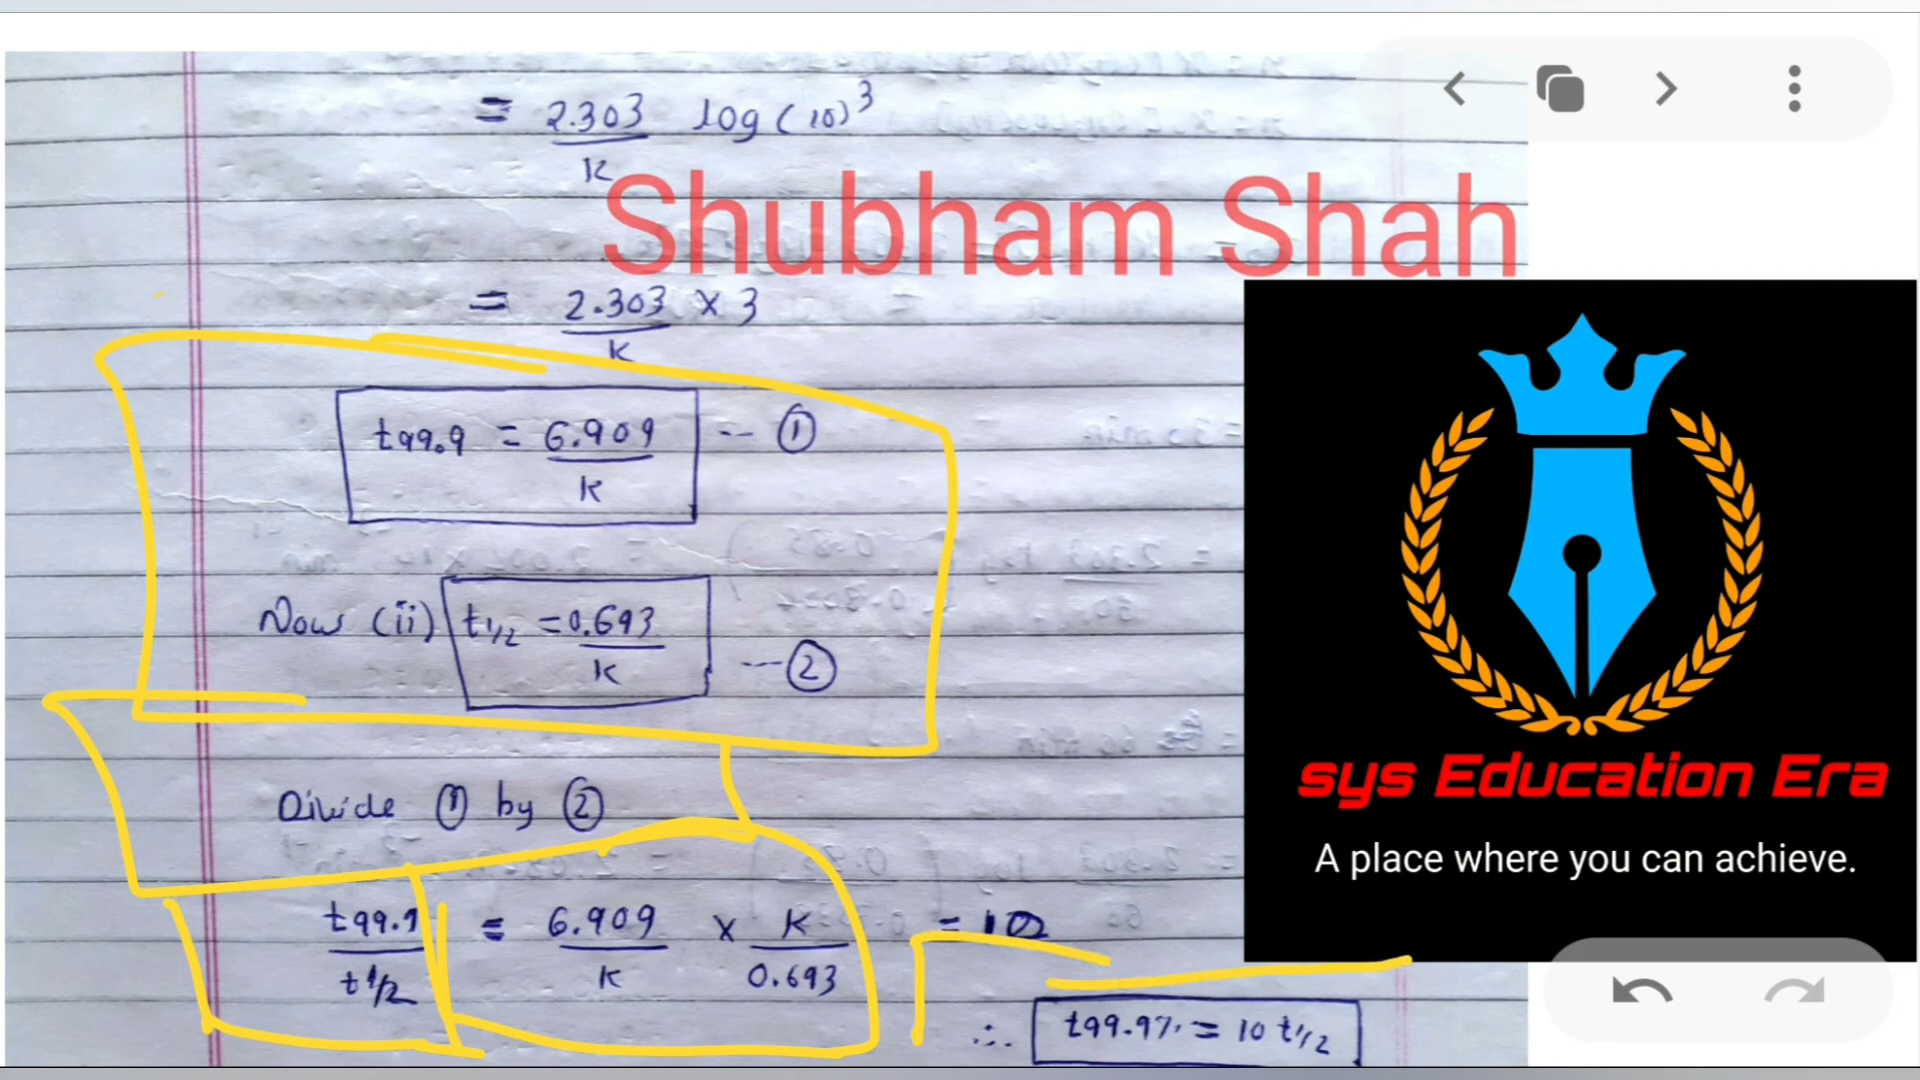 = 2.303/K log (10)³
Shubham Shah
= 2.303/K × 3
t99.9 = 6.909/K -- ①
Now (ii) t1/2 = 0.693/K --- ②
Divide ① by ②
t99.9/t1/2 = 6.909/K × K/0.693 = 10
∴ t99.9% = 10 t1/2
sys Education Era
A place where you can achieve.